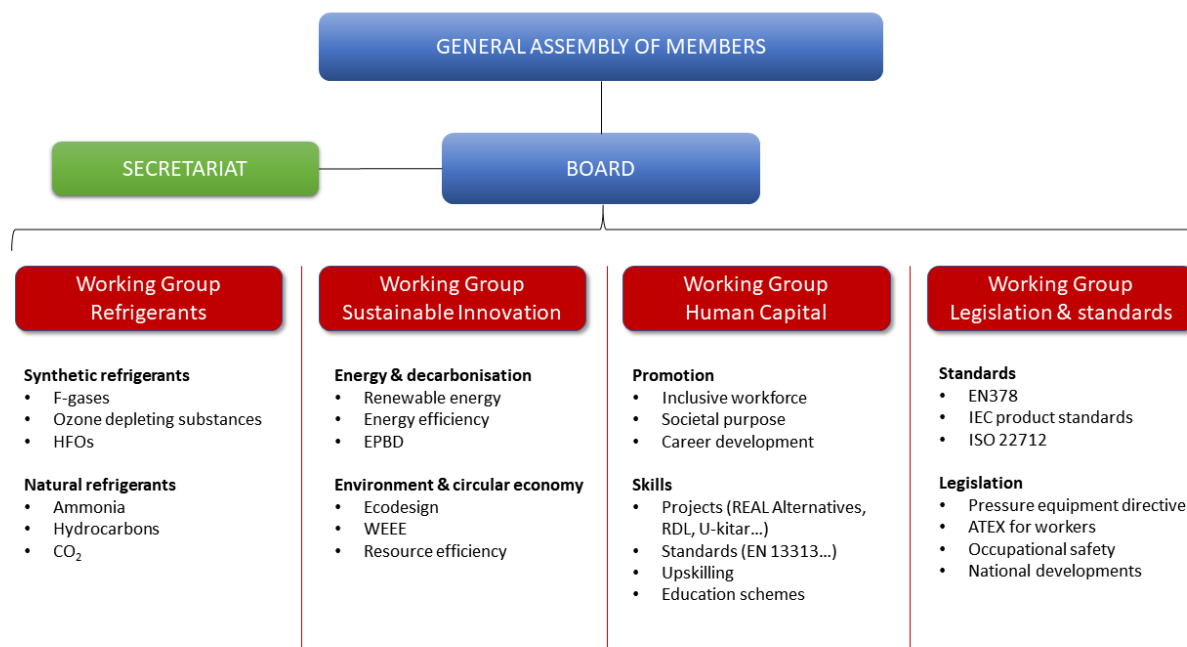 GENERAL ASSEMBLY OF MEMBERS
SECRETARIAT
BOARD
Working Group
Refrigerants
Synthetic refrigerants
• F-gases
• Ozone depleting substances
• HFOs
Natural refrigerants
• Ammonia
• Hydrocarbons
• CO₂
Working Group
Sustainable Innovation
Energy & decarbonisation
• Renewable energy
• Energy efficiency
• EPBD
Environment & circular economy
• Ecodesign
• WEEE
• Resource efficiency
Working Group
Human Capital
Promotion
• Inclusive workforce
• Societal purpose
• Career development
Skills
• Projects (REAL Alternatives,
RDL, U-kitar…)
• Standards (EN 13313…)
• Upskilling
• Education schemes
Working Group
Legislation & standards
Standards
• EN378
• IEC product standards
• ISO 22712
Legislation
• Pressure equipment directive
• ATEX for workers
• Occupational safety
• National developments